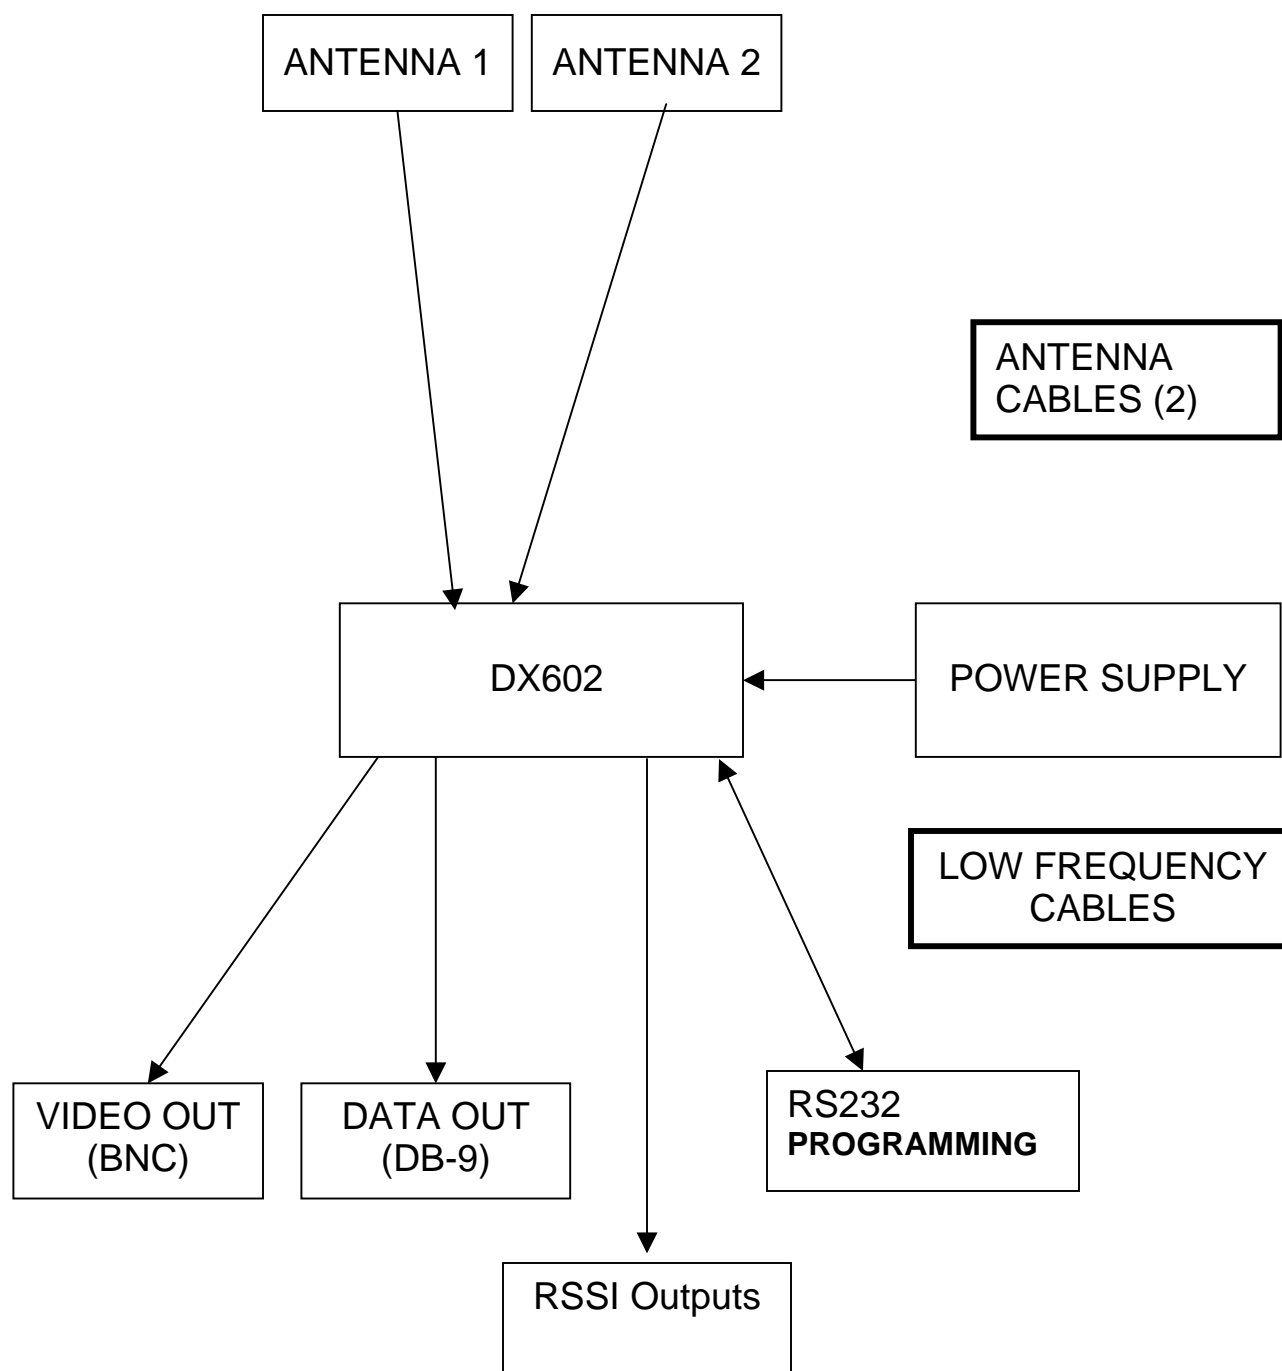 ANTENNA 1
ANTENNA 2
ANTENNA
CABLES (2)
DX602
POWER SUPPLY
LOW FREQUENCY
CABLES
VIDEO OUT
(BNC)
DATA OUT
(DB-9)
RS232
PROGRAMMING
RSSI Outputs